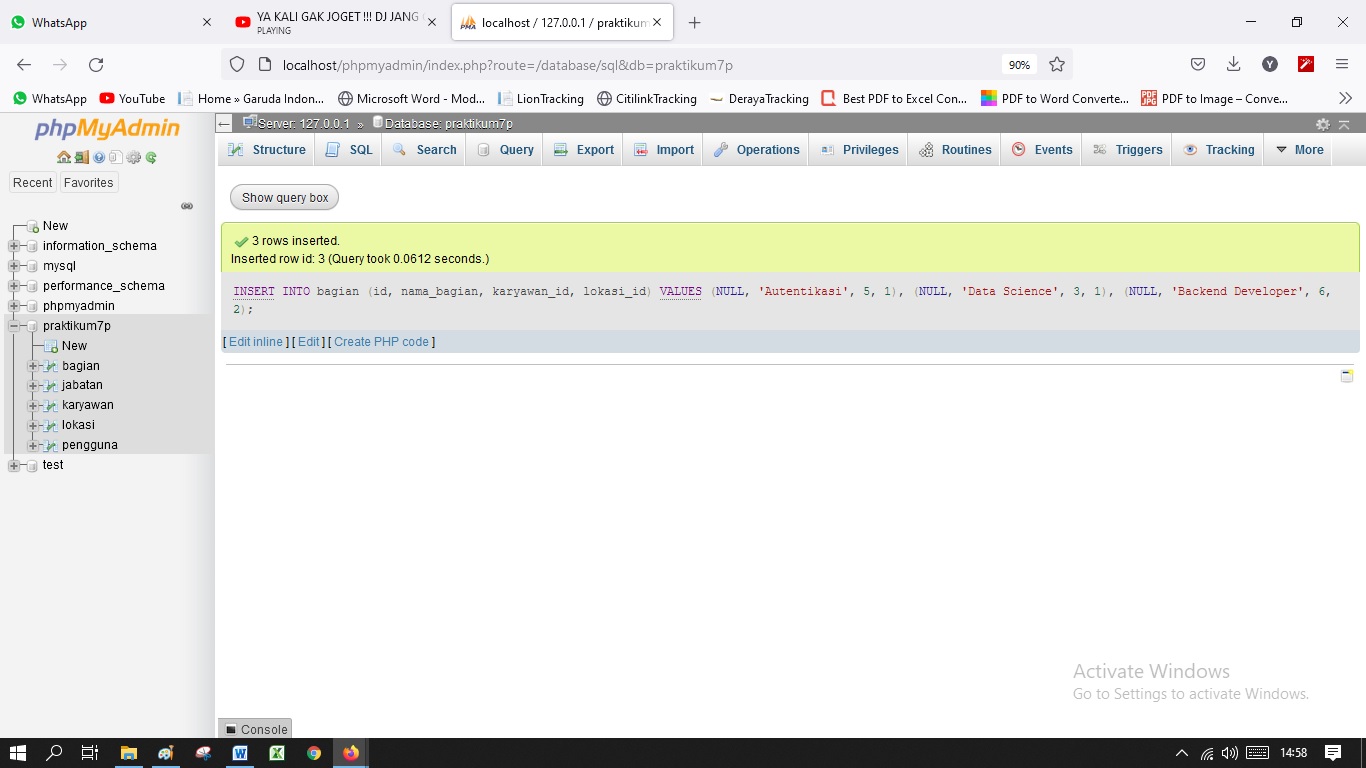 WhatsApp
YA KALI GAK JOGET !!! DJ JANG
PLAYING
localhost / 127.0.0.1 / praktikum
localhost/phpmyadmin/index.php?route=/database/sql&db=praktikum7p
90%
WhatsApp
YouTube
Home » Garuda Indon...
Microsoft Word - Mod...
LionTracking
CitilinkTracking
DerayaTracking
Best PDF to Excel Con...
PDF to Word Converte...
PDF to Image – Conve...
phpMyAdmin
Recent
Favorites
New
information_schema
mysql
performance_schema
phpmyadmin
praktikum7p
New
bagian
jabatan
karyawan
lokasi
pengguna
test
Server: 127.0.0.1 » Database: praktikum7p
Structure
SQL
Search
Query
Export
Import
Operations
Privileges
Routines
Events
Triggers
Tracking
More
Show query box
3 rows inserted.
Inserted row id: 3 (Query took 0.0612 seconds.)
INSERT INTO bagian (id, nama_bagian, karyawan_id, lokasi_id) VALUES (NULL, 'Autentikasi', 5, 1), (NULL, 'Data Science', 3, 1), (NULL, 'Backend Developer', 6,
2);
[ Edit inline ] [ Edit ] [ Create PHP code ]
Activate Windows
Go to Settings to activate Windows.
Console
14:58